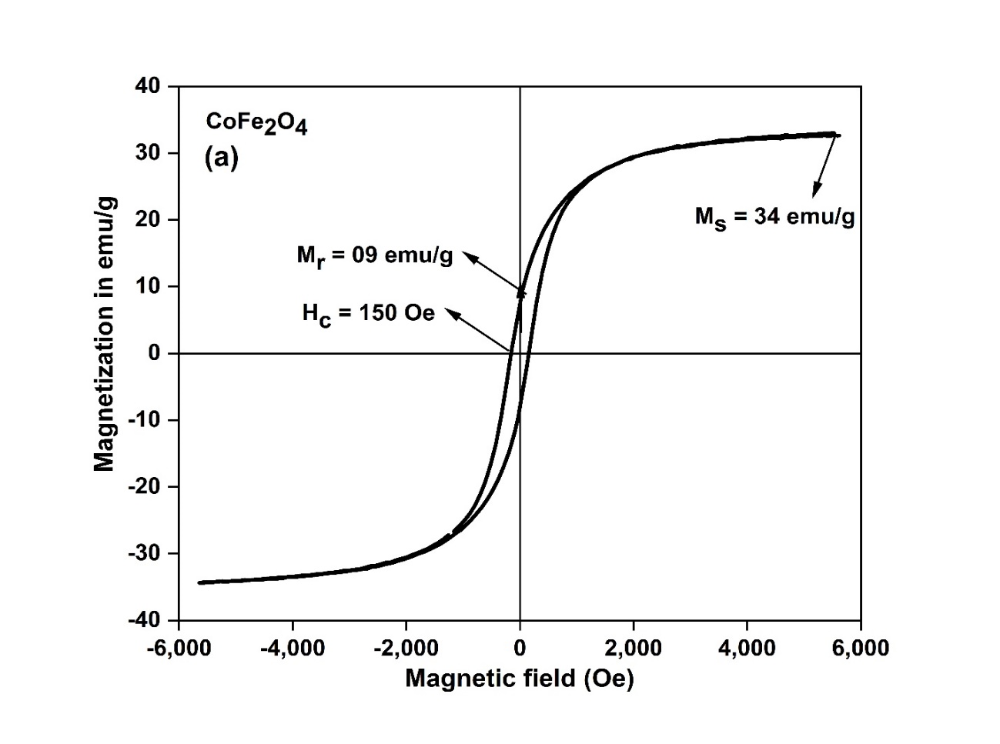 40
30
20
10
0
-10
-20
-30
-40
Magnetization in emu/g
CoFe2O4
(a)
Ms = 34 emu/g
Mr = 09 emu/g
Hc = 150 Oe
-6,000 -4,000 -2,000 0 2,000 4,000 6,000
Magnetic field (Oe)